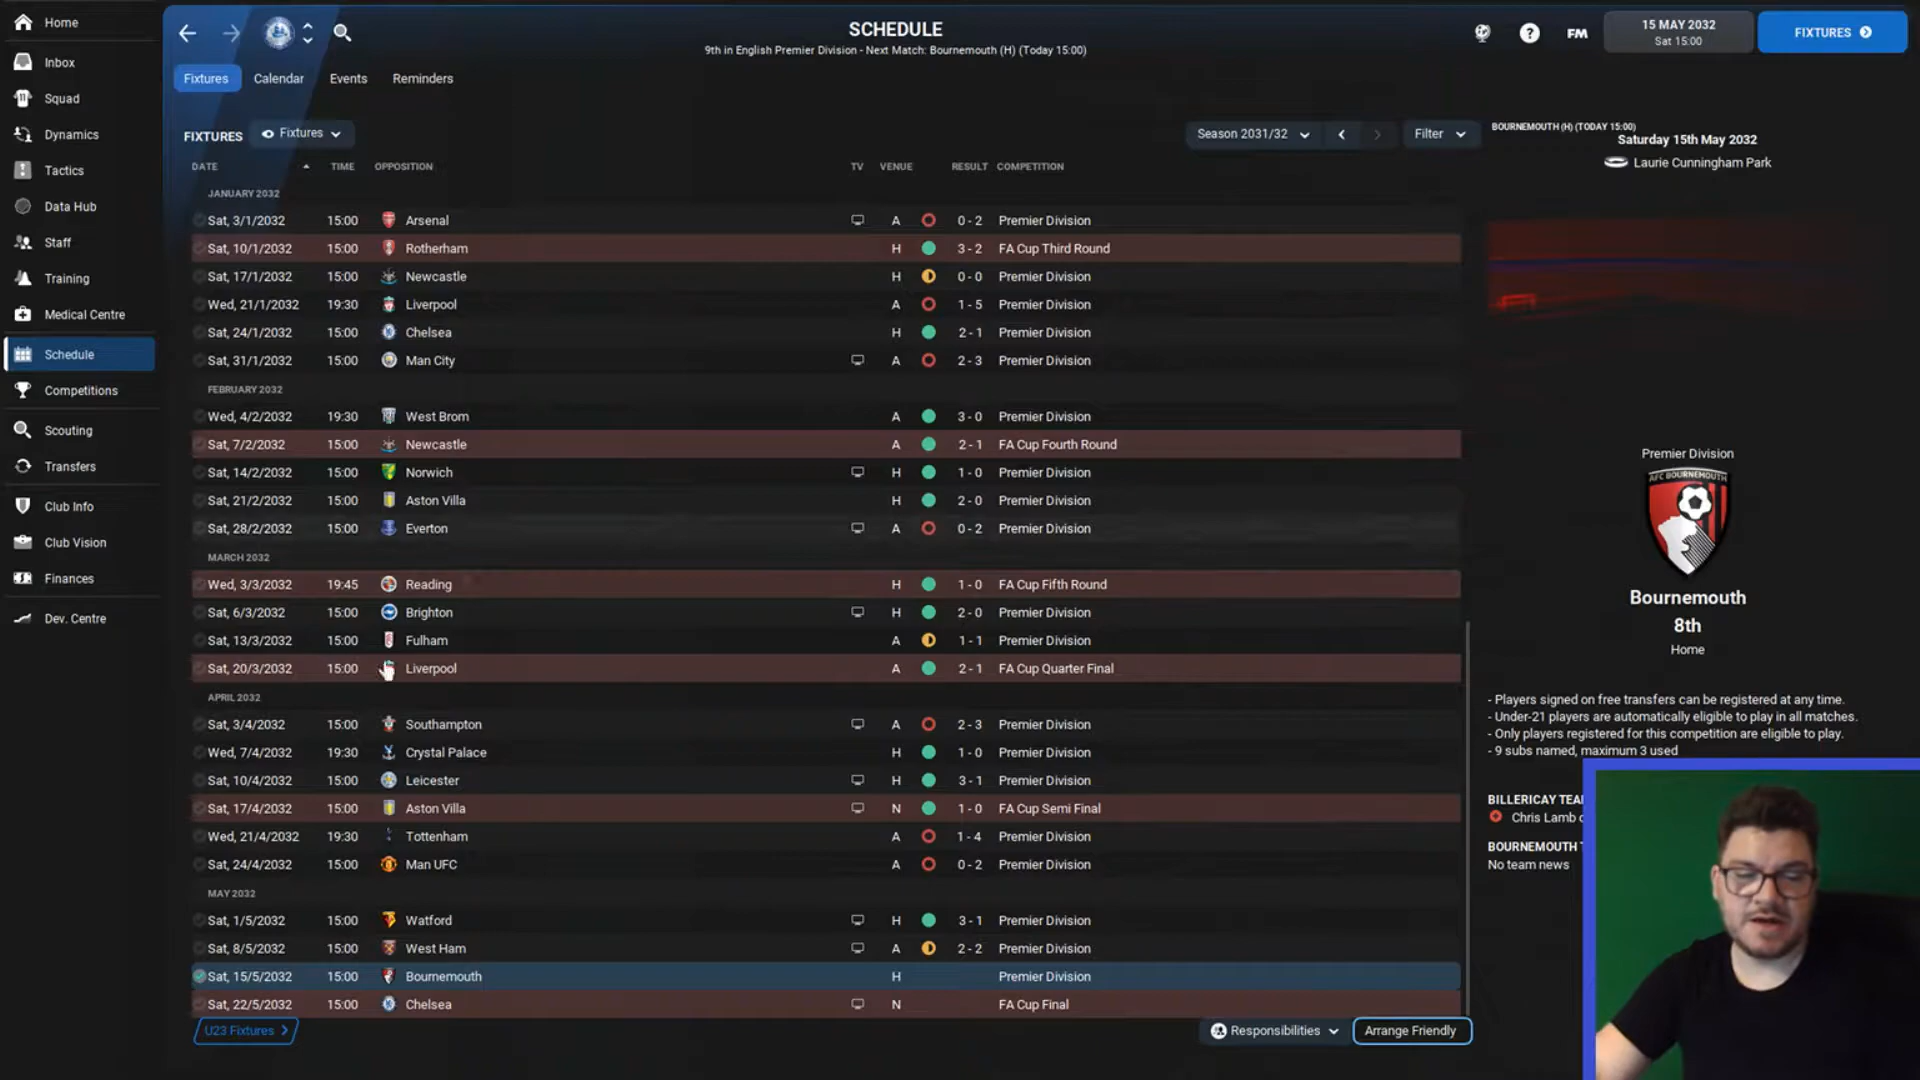 Home
Inbox
Squad
Dynamics
Tactics
Data Hub
Staff
Training
Medical Centre
Schedule
Competitions
Scouting
Transfers
Club Info
Club Vision
Finances
Dev. Centre
SCHEDULE
9th in English Premier Division - Next Match: Bournemouth (H) (Today 15:00)
FM
15 MAY 2032
Sat 15:00
FIXTURES
Fixtures Calendar Events Reminders
FIXTURES Fixtures Season 2031/32 Filter
DATE TIME OPPOSITION TV VENUE RESULT COMPETITION
JANUARY 2032
Sat, 3/1/2032 15:00 Arsenal A 0 - 2 Premier Division
Sat, 10/1/2032 15:00 Rotherham H 3 - 2 FA Cup Third Round
Sat, 17/1/2032 15:00 Newcastle H 0 - 0 Premier Division
Wed, 21/1/2032 19:30 Liverpool A 1 - 5 Premier Division
Sat, 24/1/2032 15:00 Chelsea H 2 - 1 Premier Division
Sat, 31/1/2032 15:00 Man City A 2 - 3 Premier Division
FEBRUARY 2032
Wed, 4/2/2032 19:30 West Brom A 3 - 0 Premier Division
Sat, 7/2/2032 15:00 Newcastle A 2 - 1 FA Cup Fourth Round
Sat, 14/2/2032 15:00 Norwich H 1 - 0 Premier Division
Sat, 21/2/2032 15:00 Aston Villa H 2 - 0 Premier Division
Sat, 28/2/2032 15:00 Everton A 0 - 2 Premier Division
MARCH 2032
Wed, 3/3/2032 19:45 Reading H 1 - 0 FA Cup Fifth Round
Sat, 6/3/2032 15:00 Brighton H 2 - 0 Premier Division
Sat, 13/3/2032 15:00 Fulham A 1 - 1 Premier Division
Sat, 20/3/2032 15:00 Liverpool A 2 - 1 FA Cup Quarter Final
APRIL 2032
Sat, 3/4/2032 15:00 Southampton A 2 - 3 Premier Division
Wed, 7/4/2032 19:30 Crystal Palace H 1 - 0 Premier Division
Sat, 10/4/2032 15:00 Leicester H 3 - 1 Premier Division
Sat, 17/4/2032 15:00 Aston Villa N 1 - 0 FA Cup Semi Final
Wed, 21/4/2032 19:30 Tottenham A 1 - 4 Premier Division
Sat, 24/4/2032 15:00 Man UFC A 0 - 2 Premier Division
MAY 2032
Sat, 1/5/2032 15:00 Watford H 3 - 1 Premier Division
Sat, 8/5/2032 15:00 West Ham A 2 - 2 Premier Division
Sat, 15/5/2032 15:00 Bournemouth H Premier Division
Sat, 22/5/2032 15:00 Chelsea N FA Cup Final
U23 Fixtures Responsibilities Arrange Friendly
BOURNEMOUTH (H) (TODAY 15:00)
Saturday 15th May 2032
Laurie Cunningham Park
Premier Division
AFC BOURNEMOUTH
Bournemouth
8th
Home
- Players signed on free transfers can be registered at any time.
- Under-21 players are automatically eligible to play in all matches.
- Only players registered for this competition are eligible to play.
- 9 subs named, maximum 3 used
BILLERICAY TEA
Chris Lamb
BOURNEMOUTH
No team news